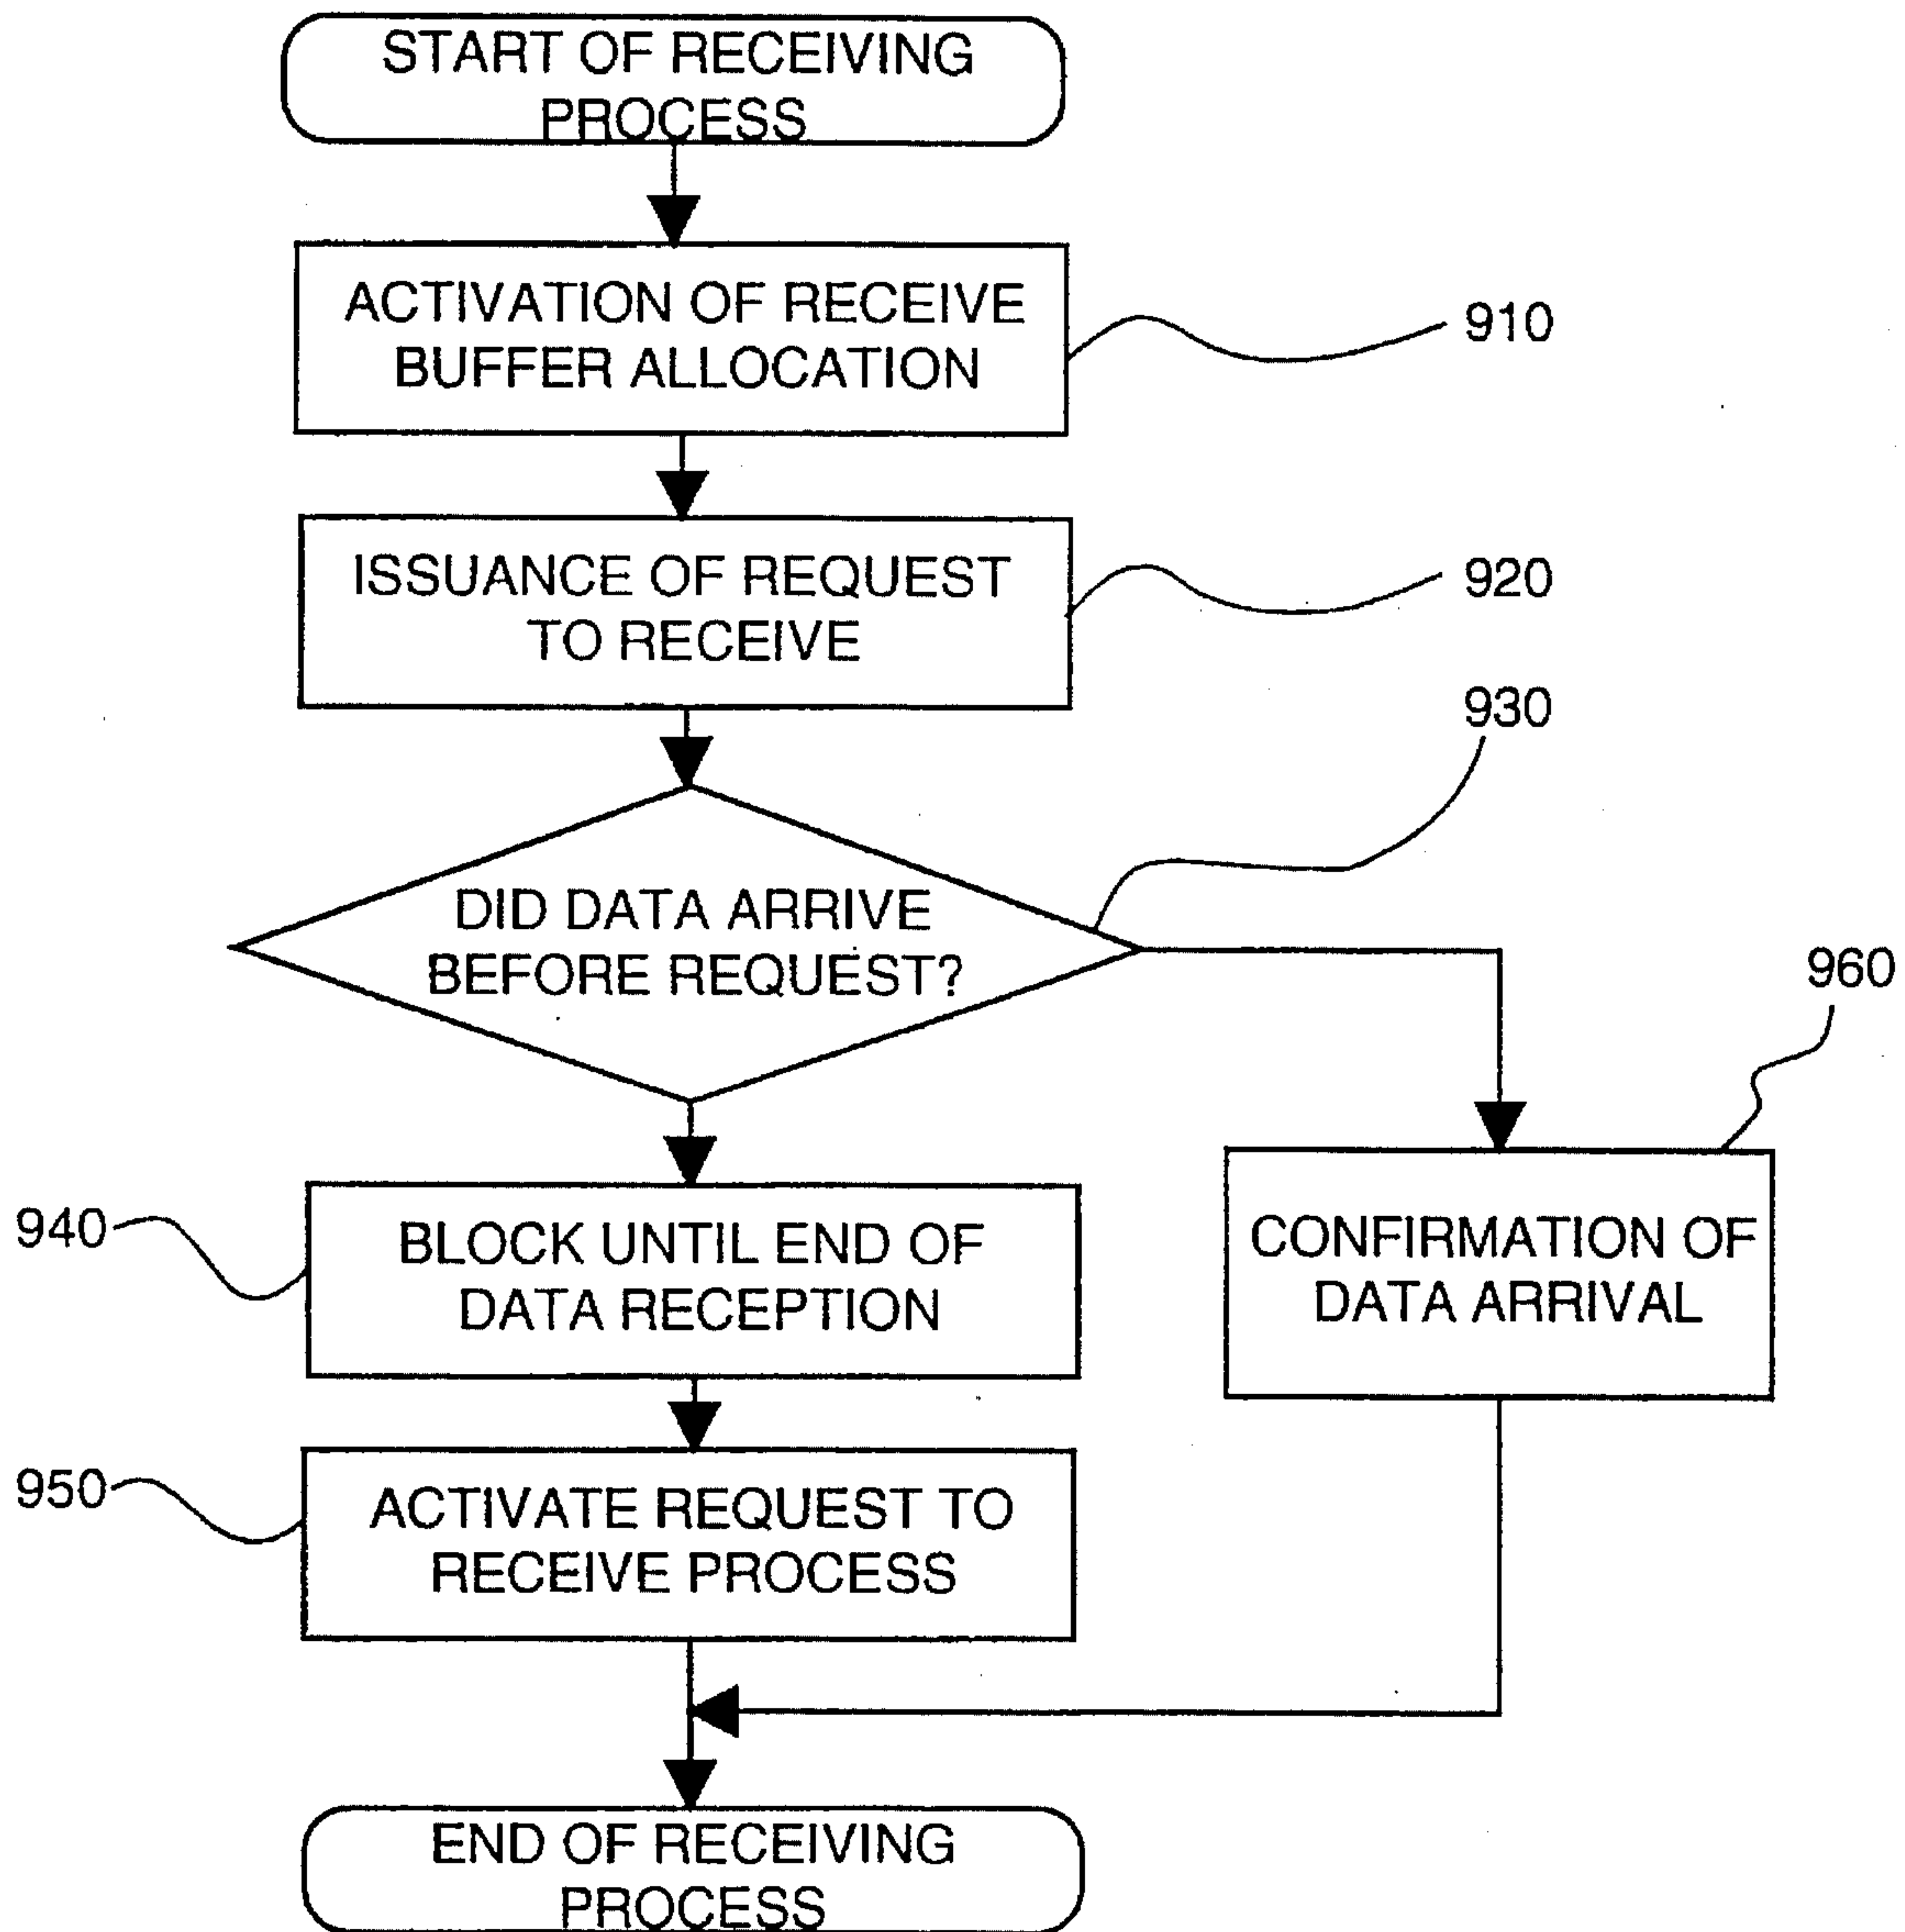 START OF RECEIVING
PROCESS
ACTIVATION OF RECEIVE
BUFFER ALLOCATION
910
ISSUANCE OF REQUEST
TO RECEIVE
920
930
DID DATA ARRIVE
BEFORE REQUEST?
960
940
BLOCK UNTIL END OF
DATA RECEPTION
CONFIRMATION OF
DATA ARRIVAL
950
ACTIVATE REQUEST TO
RECEIVE PROCESS
END OF RECEIVING
PROCESS